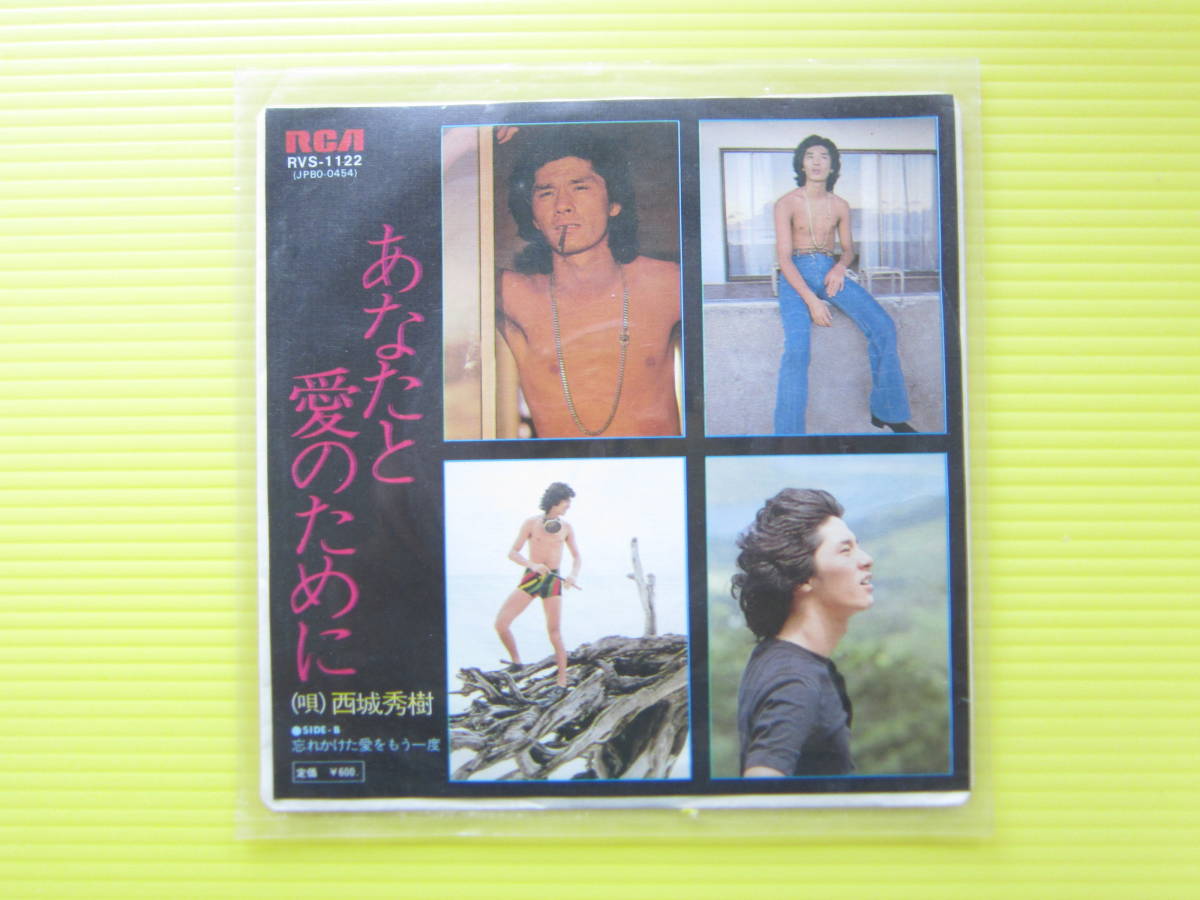 RCA
RVS-1122
(JPBO-0454)
あなたと
愛のために
(唄)西城秀樹
●SIDE-B
忘れかけた愛をもう一度
定価 ¥600.